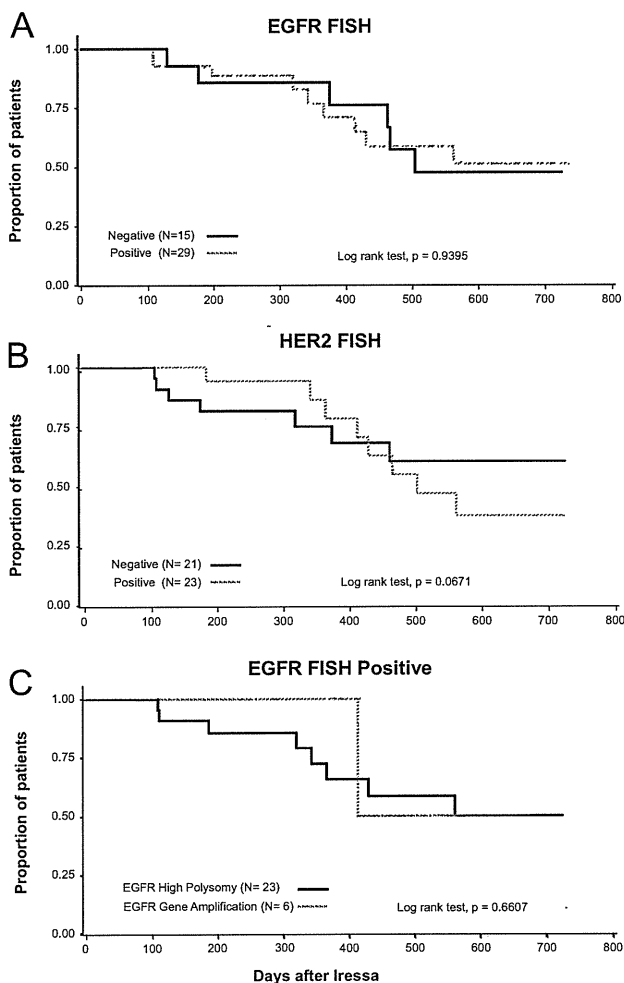 A
EGFR FISH
Proportion of patients
1.00
0.75
0.50
0.25
0.00
Negative (N=15)
Positive (N=29)
Log rank test, p = 0.9395
0 100 200 300 400 500 600 700 800
B
HER2 FISH
Proportion of patients
1.00
0.75
0.50
0.25
0.00
Negative (N= 21)
Positive (N= 23)
Log rank test, p = 0.0671
0 100 200 300 400 500 600 700 800
C
EGFR FISH Positive
Proportion of patients
1.00
0.75
0.50
0.25
0.00
EGFR High Polysomy (N= 23)
EGFR Gene Amplification (N= 6)
Log rank test, p = 0.6607
0 100 200 300 400 500 600 700 800
Days after Iressa